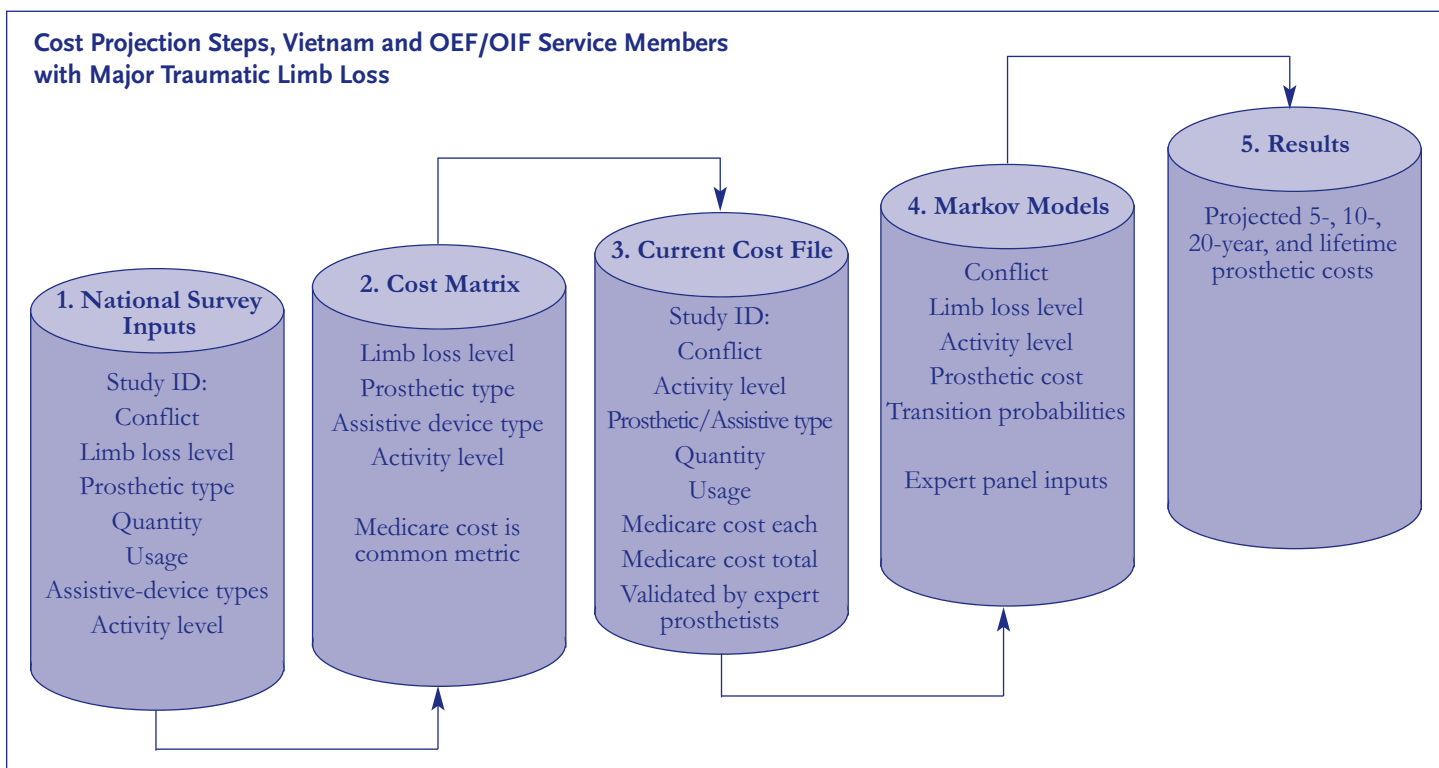 Cost Projection Steps, Vietnam and OEF/OIF Service Members
with Major Traumatic Limb Loss
1. National Survey
Inputs
Study ID:
Conflict
Limb loss level
Prosthetic type
Quantity
Usage
Assistive-device types
Activity level
2. Cost Matrix
Limb loss level
Prosthetic type
Assistive device type
Activity level
Medicare cost is
common metric
3. Current Cost File
Study ID:
Conflict
Activity level
Prosthetic/Assistive type
Quantity
Usage
Medicare cost each
Medicare cost total
Validated by expert
prosthetists
4. Markov Models
Conflict
Limb loss level
Activity level
Prosthetic cost
Transition probabilities
Expert panel inputs
5. Results
Projected 5-, 10-,
20-year, and lifetime
prosthetic costs